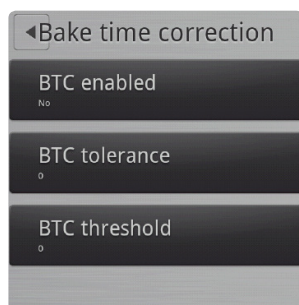 Bake time correction
BTC enabled
No
BTC tolerance
0
BTC threshold
0